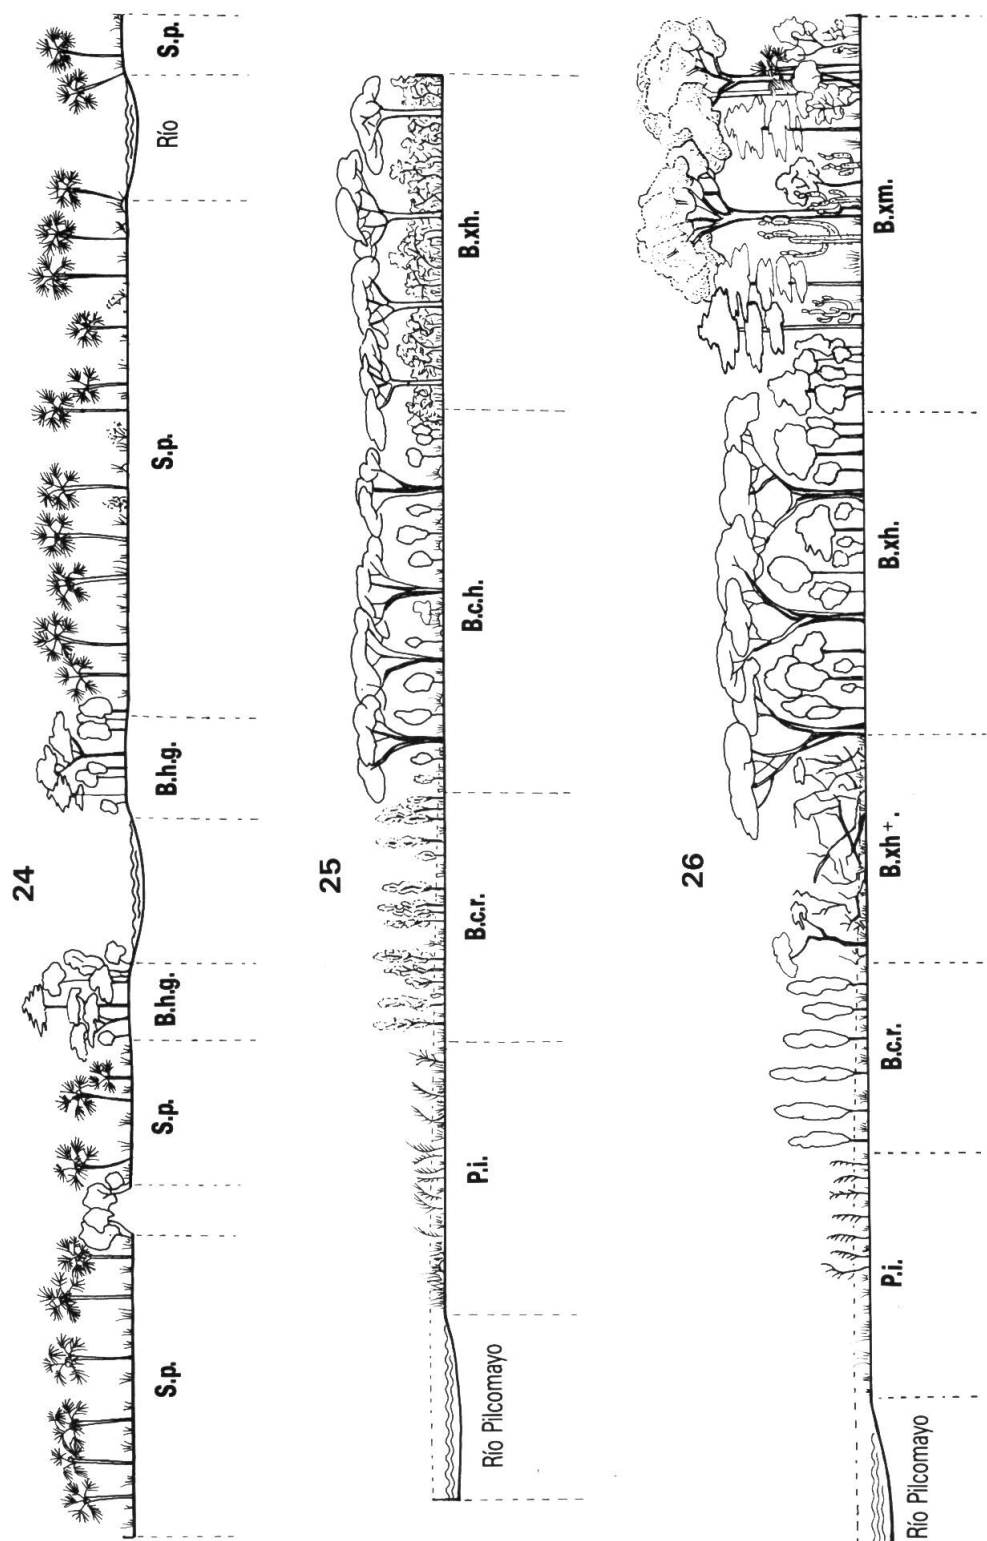 24
S.p.
S.p.
B.h.g.
B.h.g.
S.p.
Río
S.p.
25
Río Pilcomayo
P.i.
B.c.r.
B.c.h.
B.xh.
26
Río Pilcomayo
P.i.
B.c.r.
B.xh⁺.
B.xh.
B.xm.